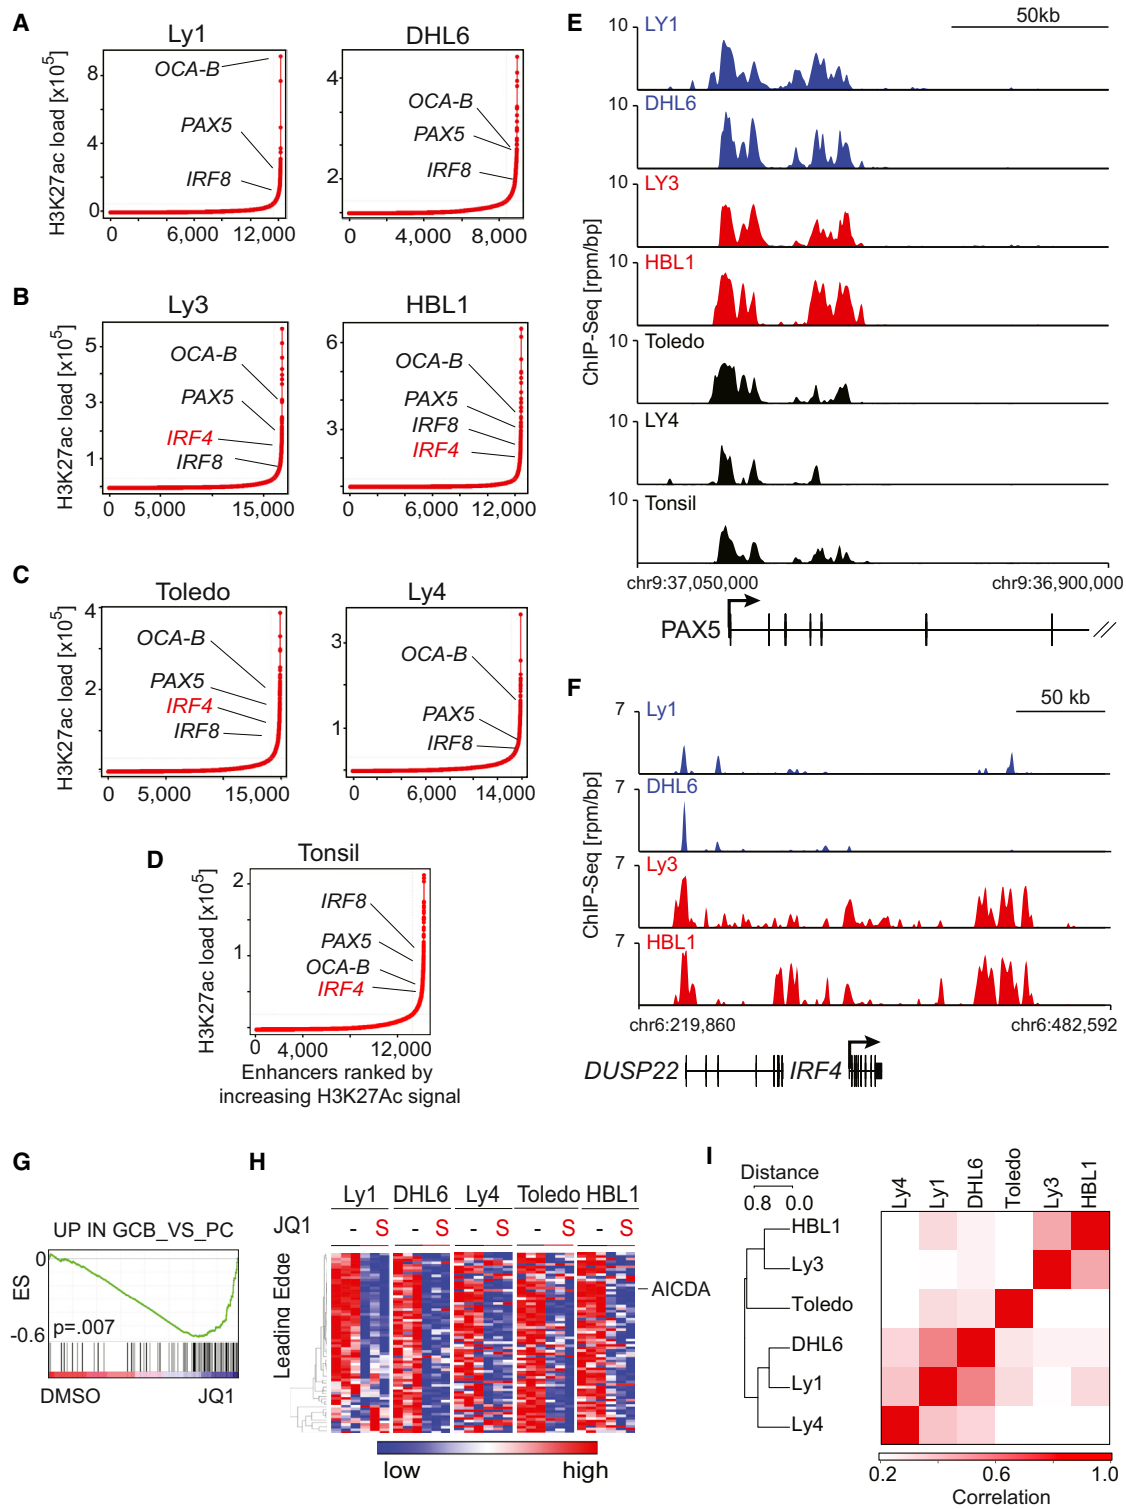 A
Ly1
DHL6
H3K27ac load [x10⁵]
8
4
0
OCA-B
PAX5
IRF8
0 6,000 12,000
4
2
OCA-B
PAX5
IRF8
0 4,000 8,000
B
Ly3
HBL1
H3K27ac load [x10⁵]
5
3
1
OCA-B
PAX5
IRF4
IRF8
0 5,000 15,000
6
3
OCA-B
PAX5
IRF8
IRF4
0 6,000 12,000
C
Toledo
Ly4
H3K27ac load [x10⁵]
4
2
OCA-B
PAX5
IRF4
IRF8
0 5,000 15,000
3
1
OCA-B
PAX5
IRF8
0 6,000 14,000
D
Tonsil
H3K27ac load [x10⁵]
2
1
0
IRF8
PAX5
OCA-B
IRF4
0 4,000 12,000
Enhancers ranked by
increasing H3K27Ac signal
E
50kb
ChIP-Seq [rpm/bp]
10 LY1
10 DHL6
10 LY3
10 HBL1
10 Toledo
10 LY4
10 Tonsil
chr9:37,050,000 chr9:36,900,000
PAX5
F
50 kb
ChIP-Seq [rpm/bp]
7 Ly1
7 DHL6
7 Ly3
7 HBL1
chr6:219,860 chr6:482,592
DUSP22 IRF4
G
UP IN GCB_VS_PC
ES
0
-0.6
p=.007
DMSO JQ1
H
Ly1 DHL6 Ly4 Toledo HBL1
JQ1 - S - S - S - S - S
Leading Edge
AICDA
low high
I
Distance
0.8 0.0
Ly4 Ly1 DHL6 Toledo Ly3 HBL1
HBL1
Ly3
Toledo
DHL6
Ly1
Ly4
0.2 0.6 1.0
Correlation